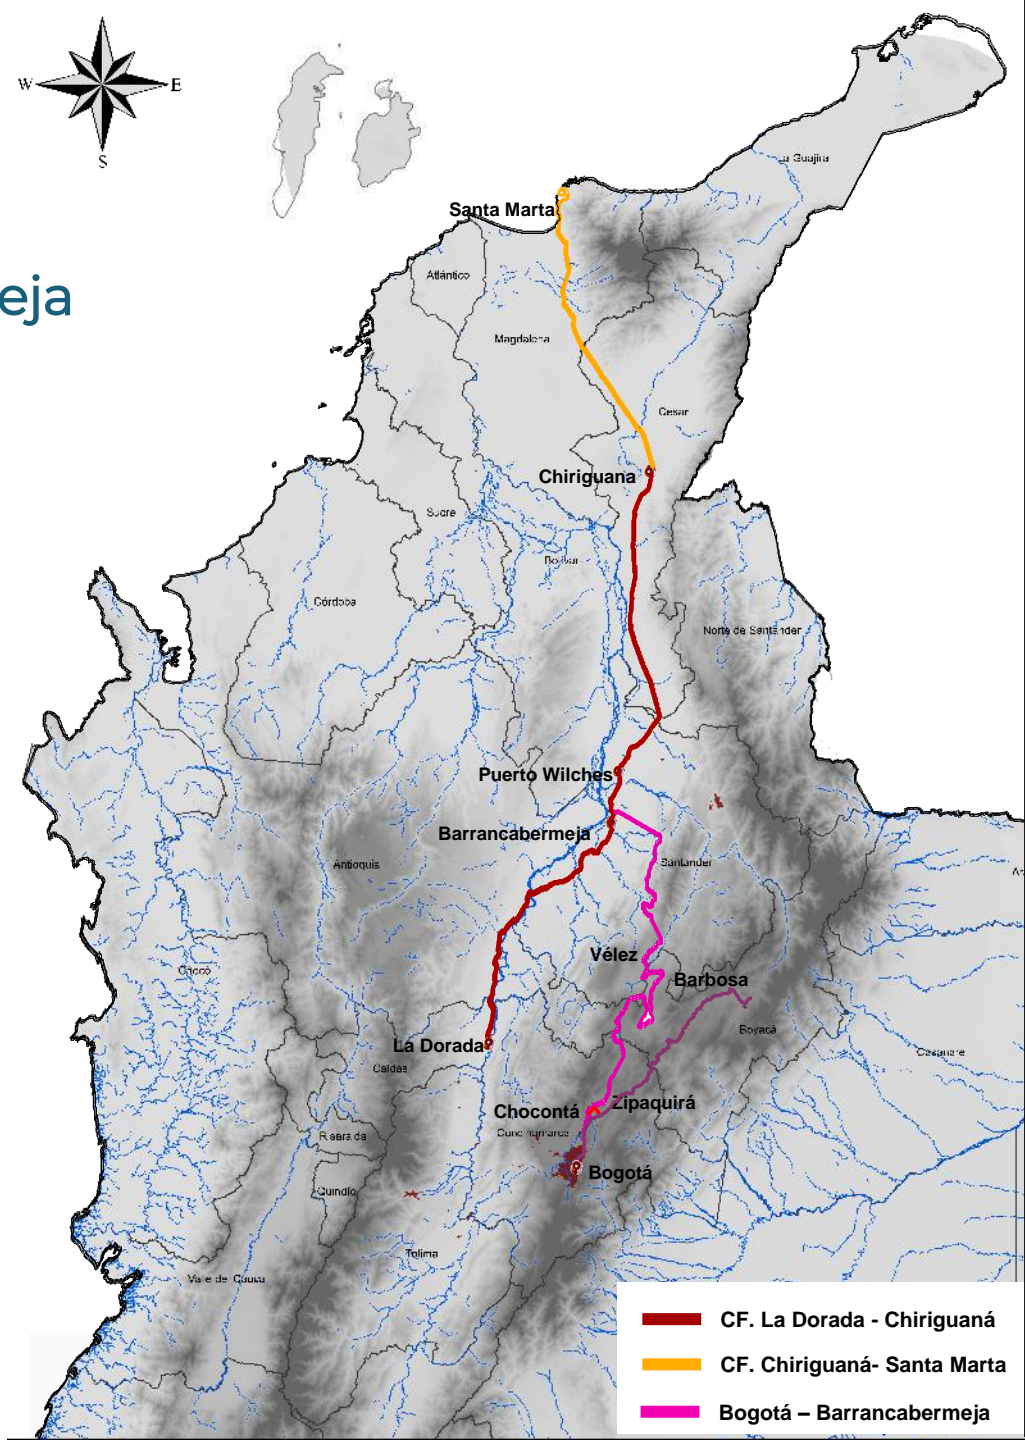 W
E
S
La Guajira
Santa Marta
Atlántico
eja
Magdalena
Cesar
Chiriguana
Sucre
Bolívar
Córdoba
Norte de Santander
Puerto Wilches
Barrancabermeja
Antioquia
Santander
Vélez
Chocó
Barbosa
Boyacá
La Dorada
Casanare
Caldas
Zipaquirá
Chocontá
Cundinamarca
Risaralda
Bogotá
Quindío
Tolima
Valle del Cauca
CF. La Dorada - Chiriguaná
CF. Chiriguaná- Santa Marta
Bogotá – Barrancabermeja